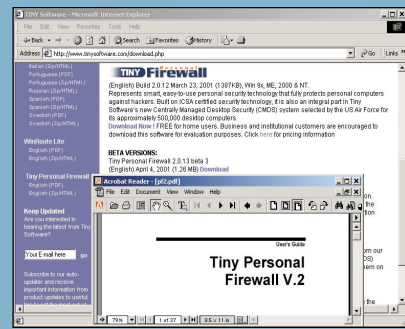 TINY Software - Microsoft Internet Explorer
File Edit View Favorites Tools Help
Back
Search Favorites History
Address http://www.tinysoftware.com/download.php
Go Links »
Italian (Zip/HTML)
Portuguese (PDF)
Portuguese (Zip/HTML)
Russian (Zip/HTML)
Spanish (PDF)
Spanish (Zip/HTML)
Swedish (PDF)
Swedish (Zip/HTML)
WinRoute Lite
English (PDF)
English (Zip/HTML)
Tiny Personal Firewall
English (PDF)
English (Zip/HTML)
Keep Updated
Are you interested in
hearing the latest from Tiny
Software?
Your E-mail here go
Subscribe to our auto-
updater and receive
important information from
product updates to useful
TINY Personal Firewall
(English) Build 2.0.12 March 23, 2001 (1387KB), Win 9x, ME, 2000 & NT.
Represents smart, easy-to-use personal security technology that fully protects personal computers
against hackers. Built on ICSA certified security technology, it is also an integral part in Tiny
Software's new Centrally Managed Desktop Security (CMDS) system selected by the US Air Force for
its approximately 500,000 desktop computers.
Download Now ! FREE for home users. Business and institutional customers are encouraged to
download this software for evaluation purposes. Click here for pricing information
BETA VERSIONS:
Tiny Personal Firewall 2.0.13 beta 3
(English) April 4, 2001 (1.26 MB) Download
Acrobat Reader - [pf2.pdf]
File Edit Document View Window Help
User's Guide
Tiny Personal
Firewall V.2
79% 1 of 37 8.5 x 11 in